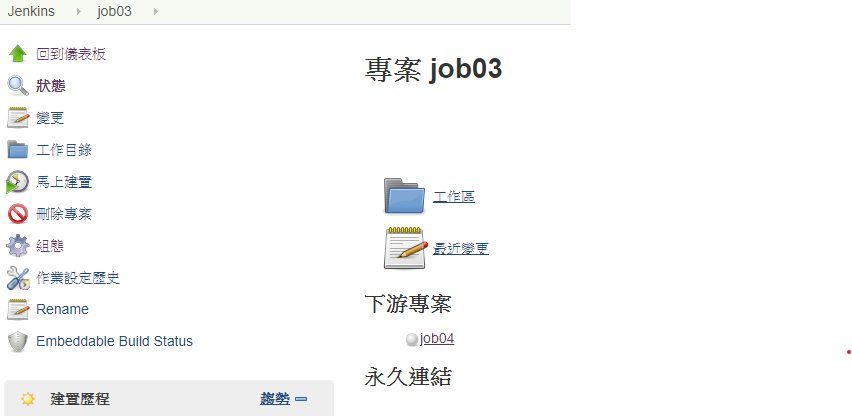 Jenkins job03
回到儀表板
狀態
變更
工作目錄
馬上建置
刪除專案
組態
作業設定歷史
Rename
Embeddable Build Status
建置歷程 趨勢
專案 job03
工作區
最近變更
下游專案
job04
永久連結